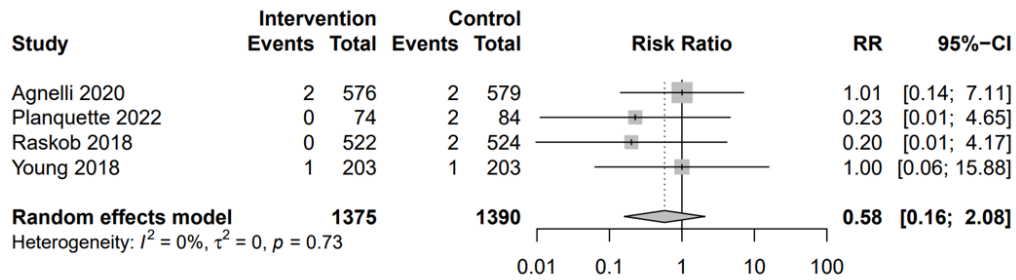 Intervention Control
Study Events Total Events Total Risk Ratio RR 95%−CI
Agnelli 2020 2 576 2 579 1.01 [0.14; 7.11]
Planquette 2022 0 74 2 84 0.23 [0.01; 4.65]
Raskob 2018 0 522 2 524 0.20 [0.01; 4.17]
Young 2018 1 203 1 203 1.00 [0.06; 15.88]
Random effects model 1375 1390 0.58 [0.16; 2.08]
Heterogeneity: I² = 0%, τ² = 0, p = 0.73
0.01 0.1 1 10 100